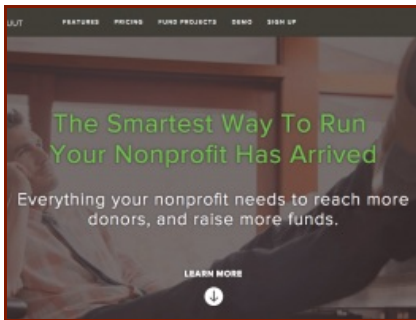 FEATURES PRICING FUND PROJECTS DEMO SIGN UP
The Smartest Way To Run
Your Nonprofit Has Arrived
Everything your nonprofit needs to reach more
donors, and raise more funds.
LEARN MORE